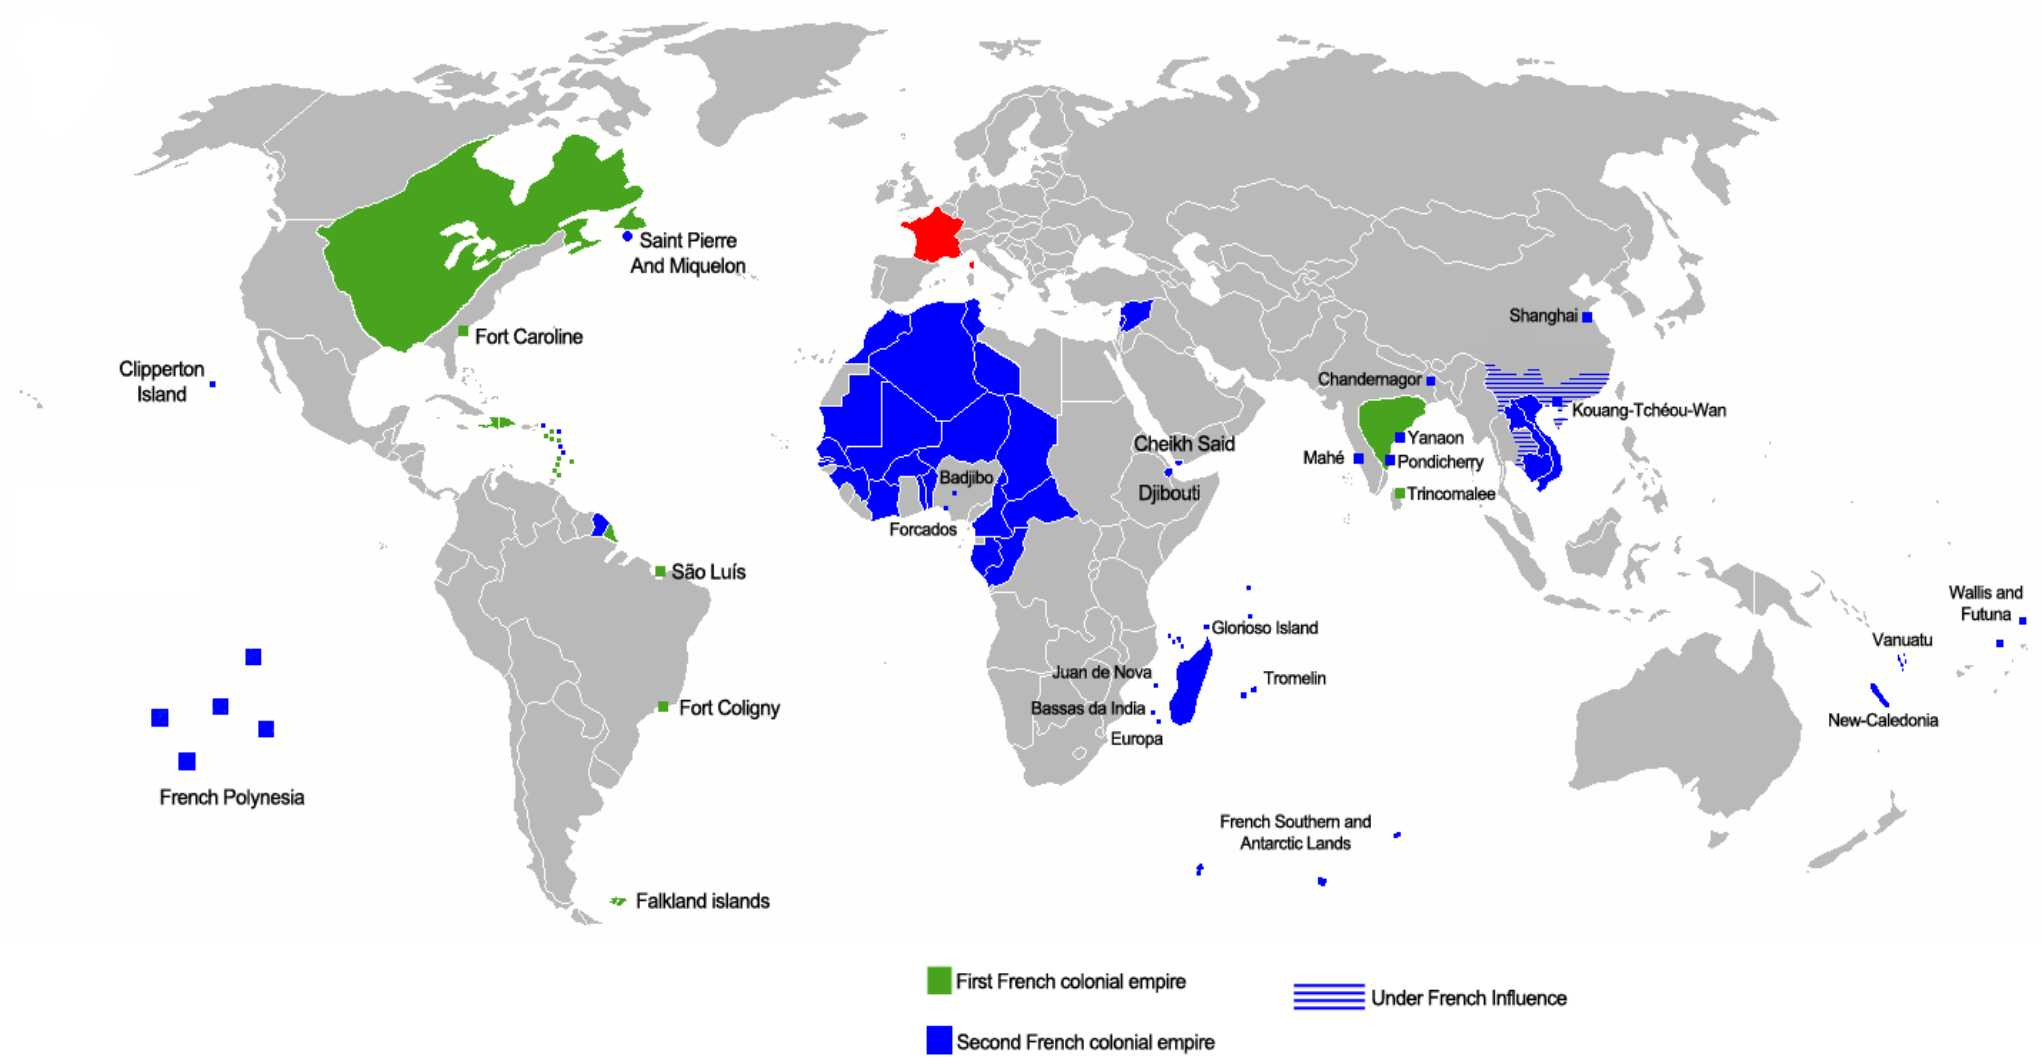 Saint Pierre
And Miquelon
Fort Caroline
Clipperton
Island
Shanghai
Chandernagor
Kouang-Tchéou-Wan
Yanaon
Mahé
Pondicherry
Trincomalee
Cheikh Said
Djibouti
Badjibo
Forcados
São Luís
Fort Coligny
Falkland islands
French Polynesia
Glorioso Island
Juan de Nova
Tromelin
Bassas da India
Europa
Wallis and
Futuna
Vanuatu
New-Caledonia
French Southern and
Antarctic Lands
First French colonial empire
Under French Influence
Second French colonial empire